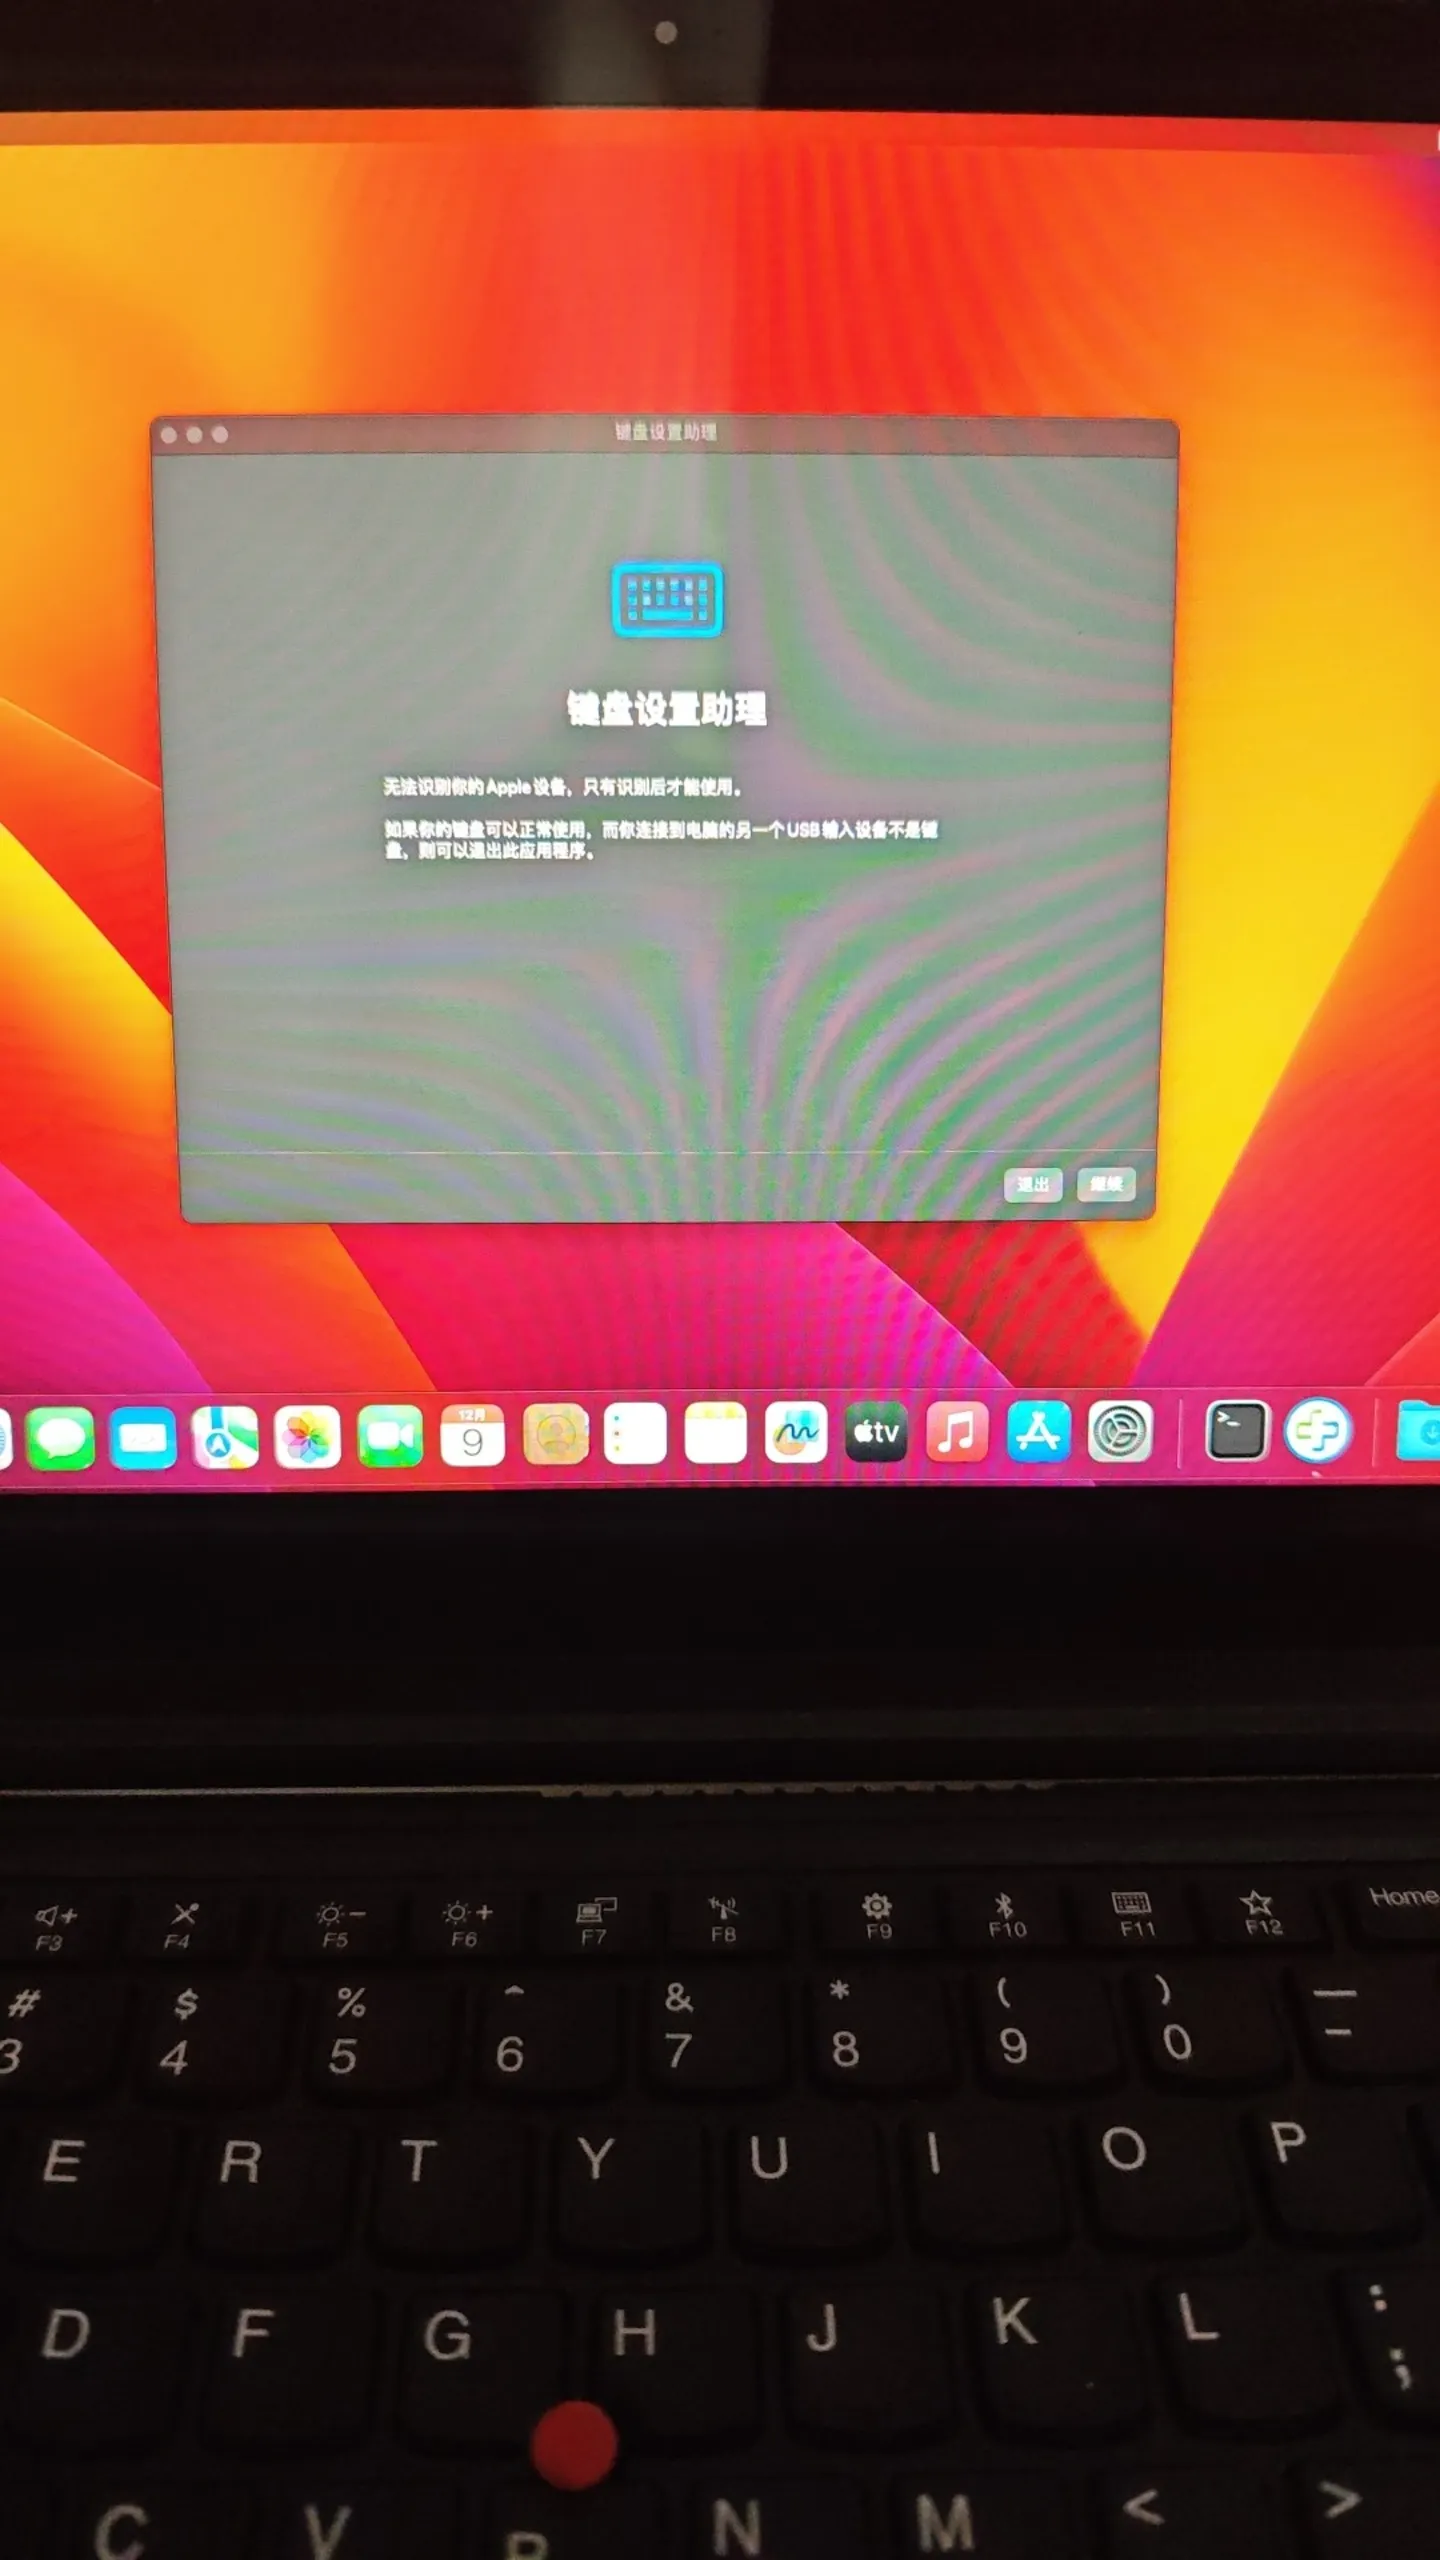 键盘设置助理
键盘设置助理
无法识别你的Apple设备，只有识别后才能使用。
如果你的键盘可以正常使用，而你连接到电脑的另一个USB输入设备不是键
盘，则可以退出此应用程序。
退出 继续
12月
9
tv
>_
F3 F4 F5 F6 F7 F8 F9 F10 F11 F12 Home
# $ % ^ & * ( ) —
3 4 5 6 7 8 9 0 -
E R T Y U I O P
D F G H J K L : ;
C V B N M < >